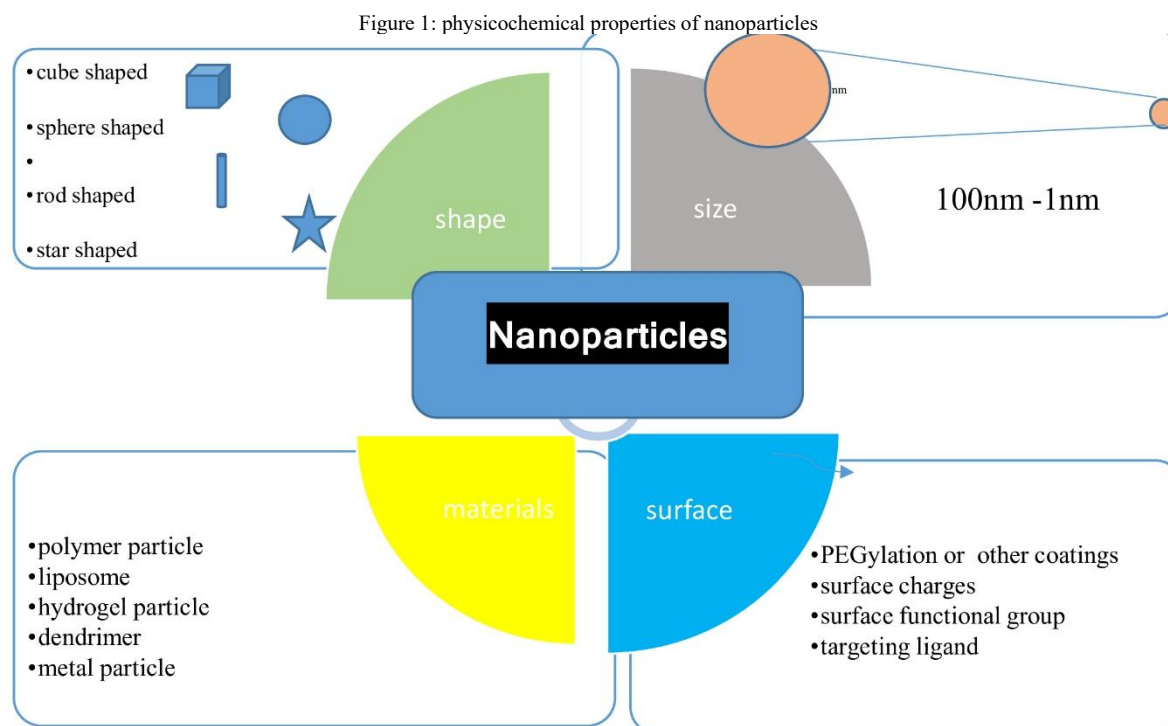 Figure 1: physicochemical properties of nanoparticles
•cube shaped
•sphere shaped
•
•rod shaped
•star shaped
shape
size
nm
100nm -1nm
Nanoparticles
materials
surface
•polymer particle
•liposome
•hydrogel particle
•dendrimer
•metal particle
•PEGylation or other coatings
•surface charges
•surface functional group
•targeting ligand